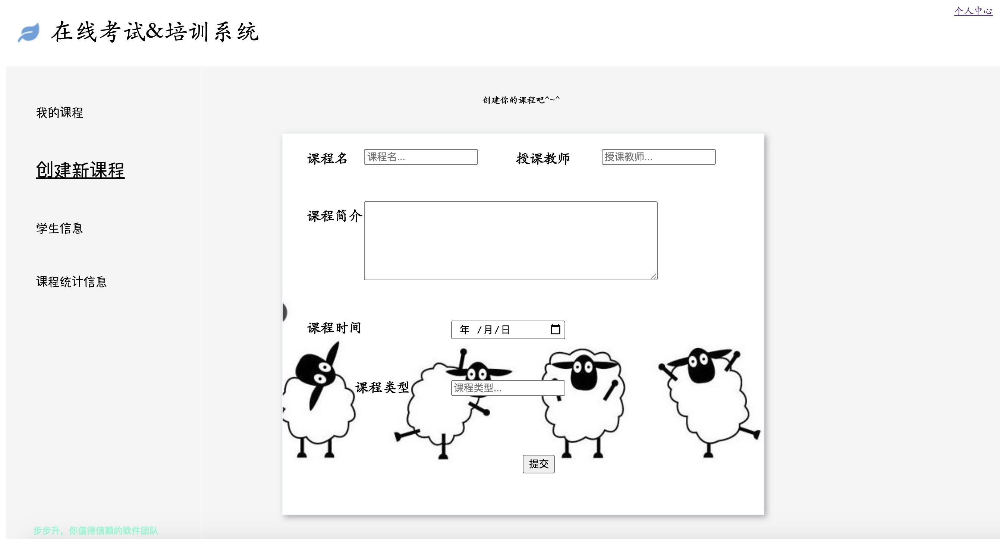 个人中心
在线考试&培训系统
我的课程
创建新课程
学生信息
课程统计信息
步步升，你值得信赖的软件团队
创建你的课程吧^~^
课程名 课程名... 授课教师 授课教师...
课程简介
课程时间 年 /月/日
课程类型 课程类型...
提交